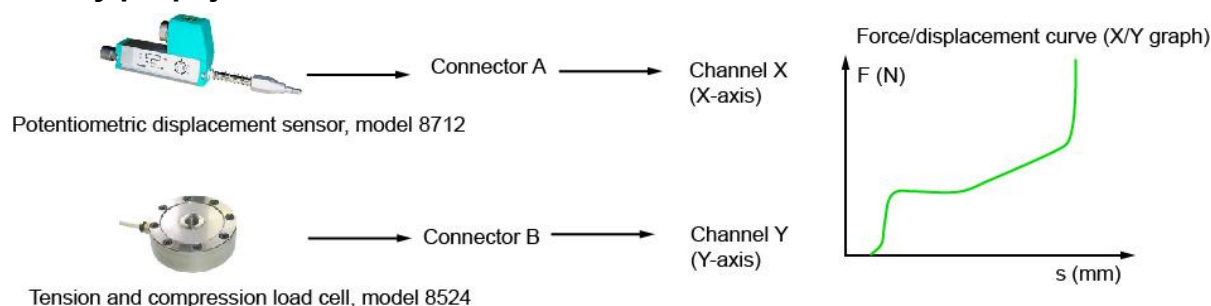 Force/displacement curve (X/Y graph)
Connector A
Channel X
(X-axis)
F (N)
Potentiometric displacement sensor, model 8712
Connector B
Channel Y
(Y-axis)
s (mm)
Tension and compression load cell, model 8524